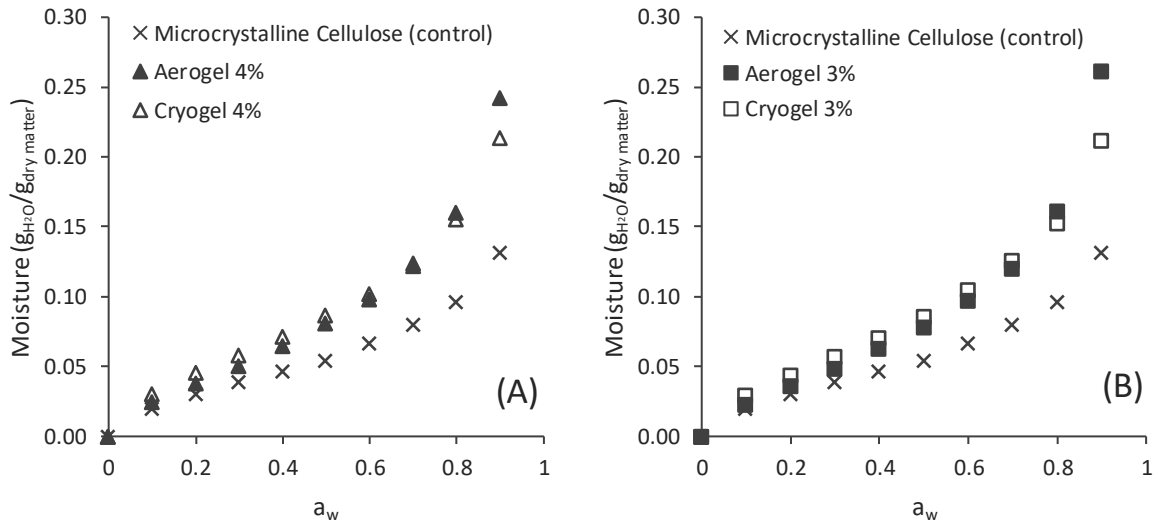 Moisture (gH2O/gdry matter)
0.30
0.25
0.20
0.15
0.10
0.05
0.00
× Microcrystalline Cellulose (control)
▲ Aerogel 4%
△ Cryogel 4%
(A)
0 0.2 0.4 0.6 0.8 1
aw
Moisture (gH2O/gdry matter)
0.30
0.25
0.20
0.15
0.10
0.05
0.00
× Microcrystalline Cellulose (control)
■ Aerogel 3%
□ Cryogel 3%
(B)
0 0.2 0.4 0.6 0.8 1
aw